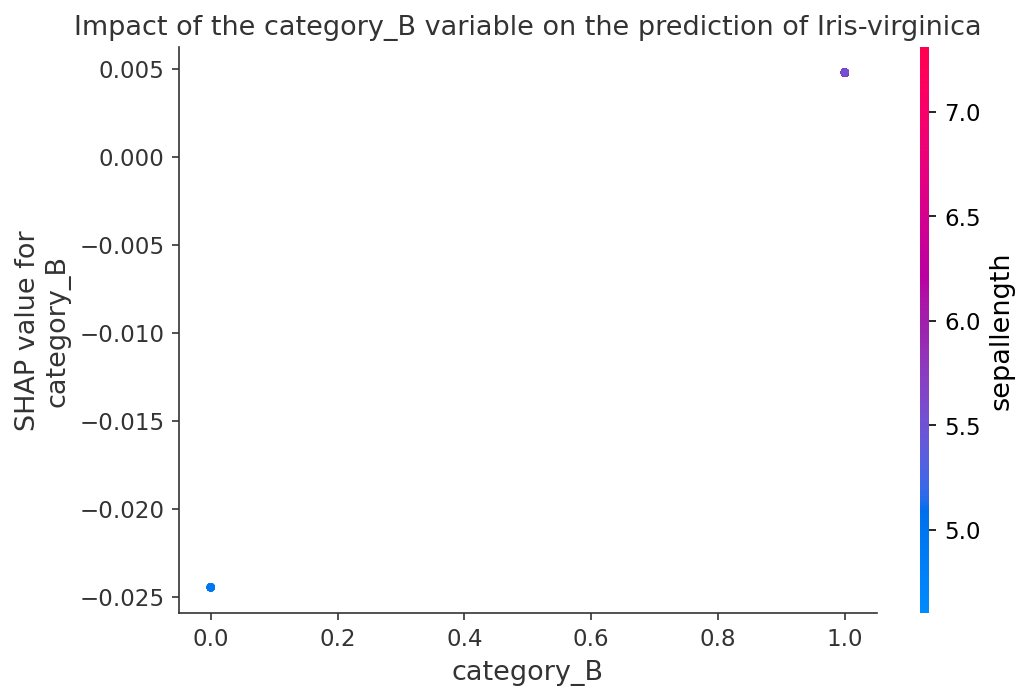 Impact of the category_B variable on the prediction of Iris-virginica
0.005
0.000
−0.005
−0.010
−0.015
−0.020
−0.025
SHAP value for
category_B
0.0 0.2 0.4 0.6 0.8 1.0
category_B
7.0
6.5
6.0
5.5
5.0
sepallength